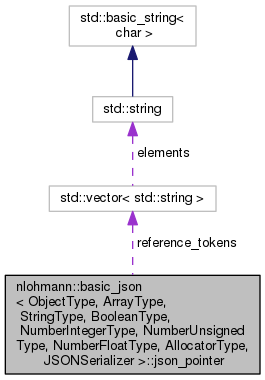 std::basic_string<
char >
std::string
elements
std::vector< std::string >
reference_tokens
nlohmann::basic_json
< ObjectType, ArrayType,
StringType, BooleanType,
NumberIntegerType, NumberUnsigned
Type, NumberFloatType, AllocatorType,
JSONSerializer >::json_pointer